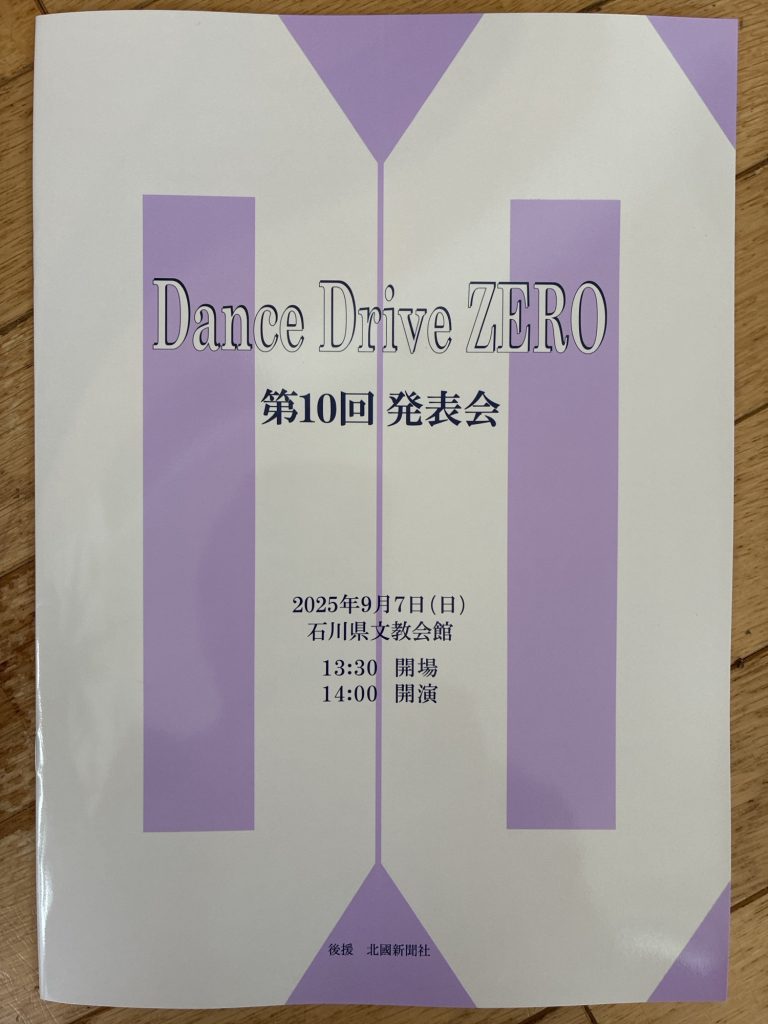 Dance Drive ZERO
第10回 発表会
2025年9月7日(日)
石川県文教会館
13:30 開場
14:00 開演
後援 北國新聞社